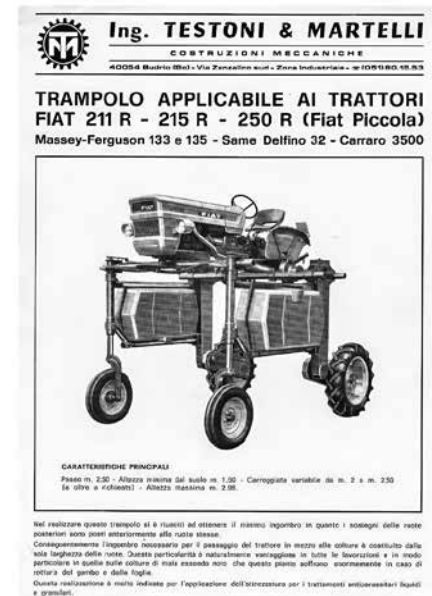 Ing. TESTONI & MARTELLI
COSTRUZIONI MECCANICHE
40054 Budrio (Bo) - Via Zenzalino sud - Zona Industriale - ☎ (051) 80.15.53
TRAMPOLO APPLICABILE AI TRATTORI
FIAT 211 R - 215 R - 250 R (Fiat Piccola)
Massey-Ferguson 133 e 135 - Same Delfino 32 - Carraro 3500
FIAT
FIAT
CARATTERISTICHE PRINCIPALI
Passo m. 2,50 - Altezza minima dal suolo m. 1,90 - Carreggiata variabile da m. 2 a m. 2,50
(e oltre a richiesta) - Altezza massima m. 2,98.
Nel realizzare questo trampolo si è riusciti ad ottenere il minimo ingombro in quanto i sostegni delle ruote
posteriori sono posti anteriormente alle ruote stesse.
Conseguentemente l'ingombro necessario per il passaggio del trattore in mezzo alle colture è costituito dalla
sola larghezza delle ruote. Questa particolarità è naturalmente vantaggiosa in tutte le lavorazioni e in modo
particolare in quelle sulle colture di mais essendo noto che queste piante soffrono enormemente in caso di
rottura del gambo e delle foglie.
Questa realizzazione è molto indicata per l'applicazione dell'attrezzatura per i trattamenti antiparassitari liquidi
e granulari.